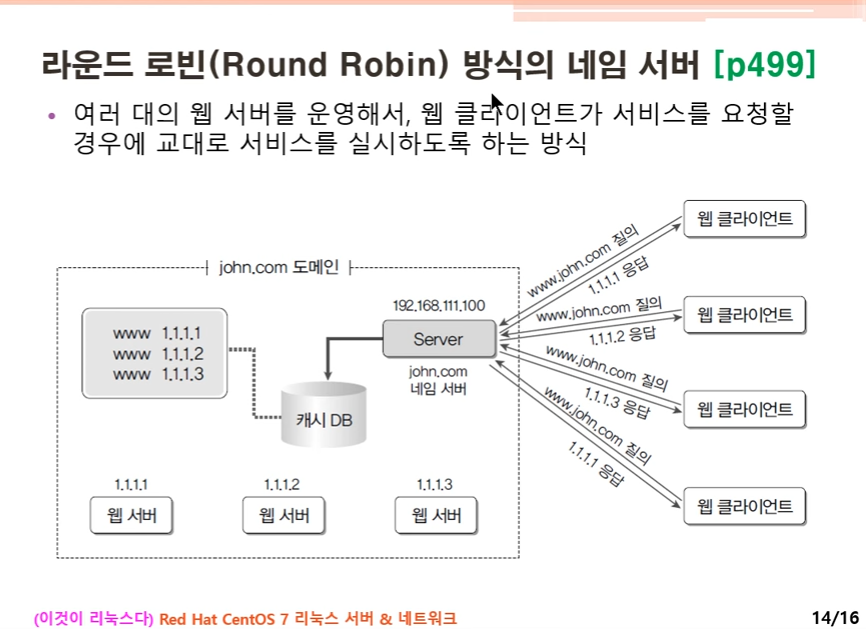 라운드 로빈(Round Robin) 방식의 네임 서버 [p499]
• 여러 대의 웹 서버를 운영해서, 웹 클라이언트가 서비스를 요청할
경우에 교대로 서비스를 실시하도록 하는 방식
john.com 도메인
www 1.1.1.1
www 1.1.1.2
www 1.1.1.3
192.168.111.100
Server
john.com
네임 서버
캐시 DB
1.1.1.1
웹 서버
1.1.1.2
웹 서버
1.1.1.3
웹 서버
www.john.com 질의
1.1.1.1 응답
웹 클라이언트
www.john.com 질의
1.1.1.2 응답
웹 클라이언트
www.john.com 질의
1.1.1.3 응답
웹 클라이언트
www.john.com 질의
1.1.1.1 응답
웹 클라이언트
(이것이 리눅스다) Red Hat CentOS 7 리눅스 서버 & 네트워크
14/16